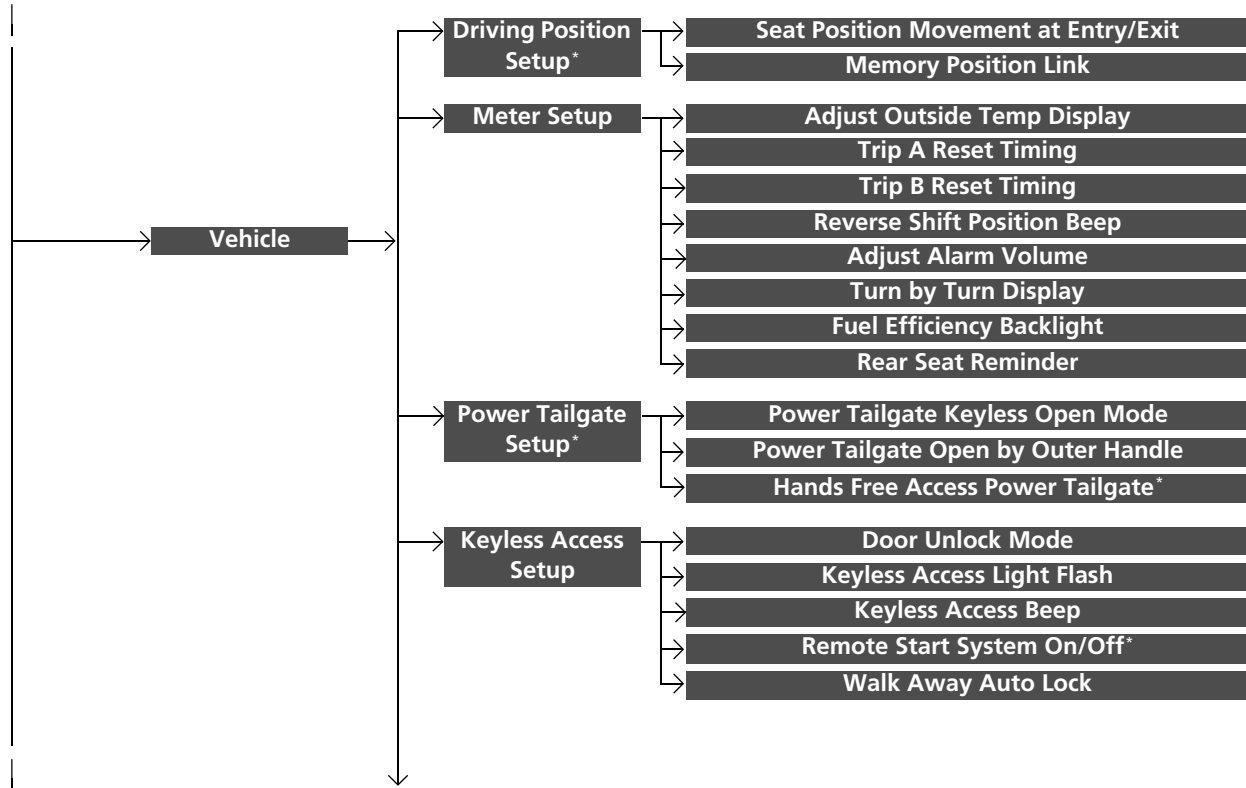 Vehicle
Driving Position
Setup*
Seat Position Movement at Entry/Exit
Memory Position Link
Meter Setup
Adjust Outside Temp Display
Trip A Reset Timing
Trip B Reset Timing
Reverse Shift Position Beep
Adjust Alarm Volume
Turn by Turn Display
Fuel Efficiency Backlight
Rear Seat Reminder
Power Tailgate
Setup*
Power Tailgate Keyless Open Mode
Power Tailgate Open by Outer Handle
Hands Free Access Power Tailgate*
Keyless Access
Setup
Door Unlock Mode
Keyless Access Light Flash
Keyless Access Beep
Remote Start System On/Off*
Walk Away Auto Lock